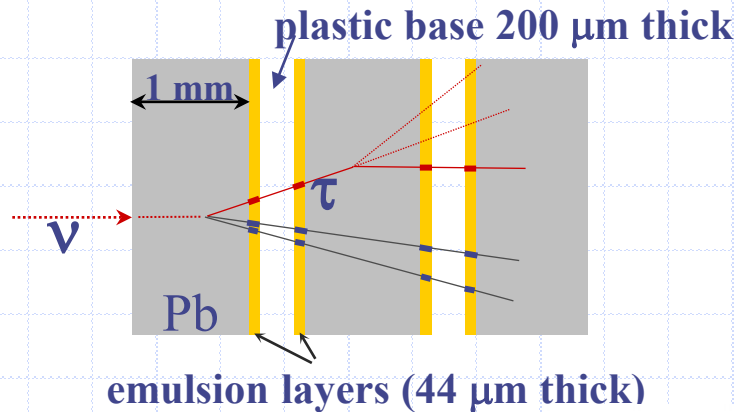 plastic base 200 μm thick
1 mm
τ
ν
Pb
emulsion layers (44 μm thick)